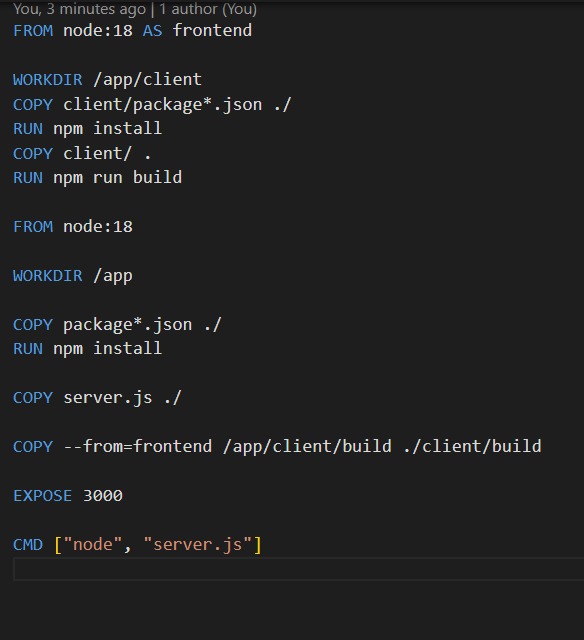 You, 3 minutes ago | 1 author (You)
FROM node:18 AS frontend
WORKDIR /app/client
COPY client/package*.json ./
RUN npm install
COPY client/ .
RUN npm run build
FROM node:18
WORKDIR /app
COPY package*.json ./
RUN npm install
COPY server.js ./
COPY --from=frontend /app/client/build ./client/build
EXPOSE 3000
CMD ["node", "server.js"]